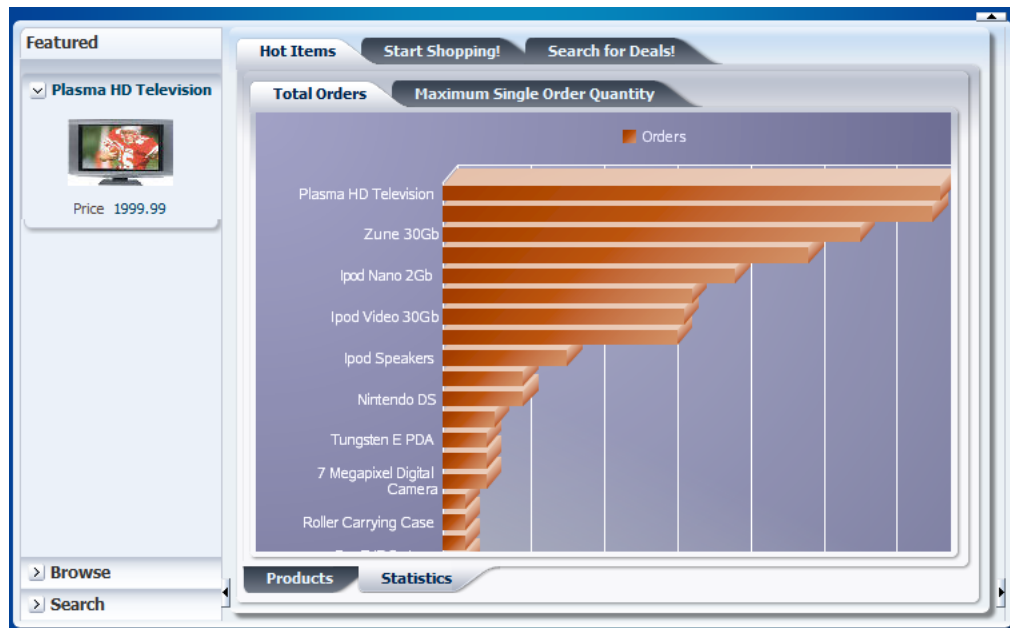 Featured
Plasma HD Television
Price 1999.99
Browse
Search
Hot Items
Start Shopping!
Search for Deals!
Total Orders
Maximum Single Order Quantity
Orders
Plasma HD Television
Zune 30Gb
Ipod Nano 2Gb
Ipod Video 30Gb
Ipod Speakers
Nintendo DS
Tungsten E PDA
7 Megapixel Digital
Camera
Roller Carrying Case
Products
Statistics